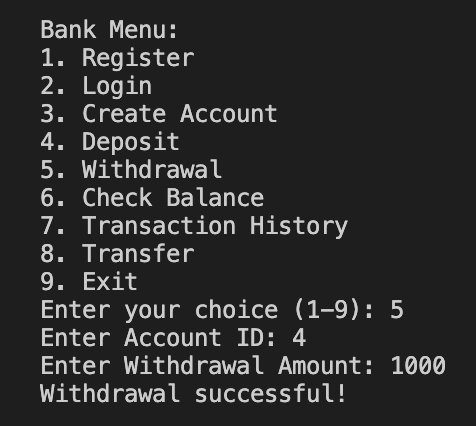 Bank Menu:
1. Register
2. Login
3. Create Account
4. Deposit
5. Withdrawal
6. Check Balance
7. Transaction History
8. Transfer
9. Exit
Enter your choice (1-9): 5
Enter Account ID: 4
Enter Withdrawal Amount: 1000
Withdrawal successful!